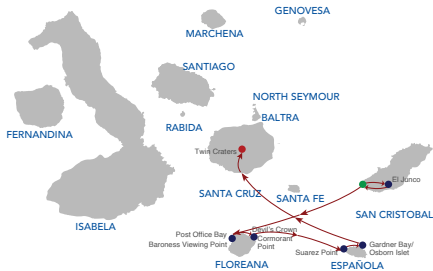 GENOVESA
MARCHENA
SANTIAGO
NORTH SEYMOUR
BALTRA
FERNANDINA
RABIDA
Twin Craters
El Junco
SANTA CRUZ
SANTA FE
SAN CRISTOBAL
ISABELA
Post Office Bay
Baroness Viewing Point
Devil's Crown
Cormorant
Point
FLOREANA
Suarez Point
Gardner Bay/
Osborn Islet
ESPAÑOLA